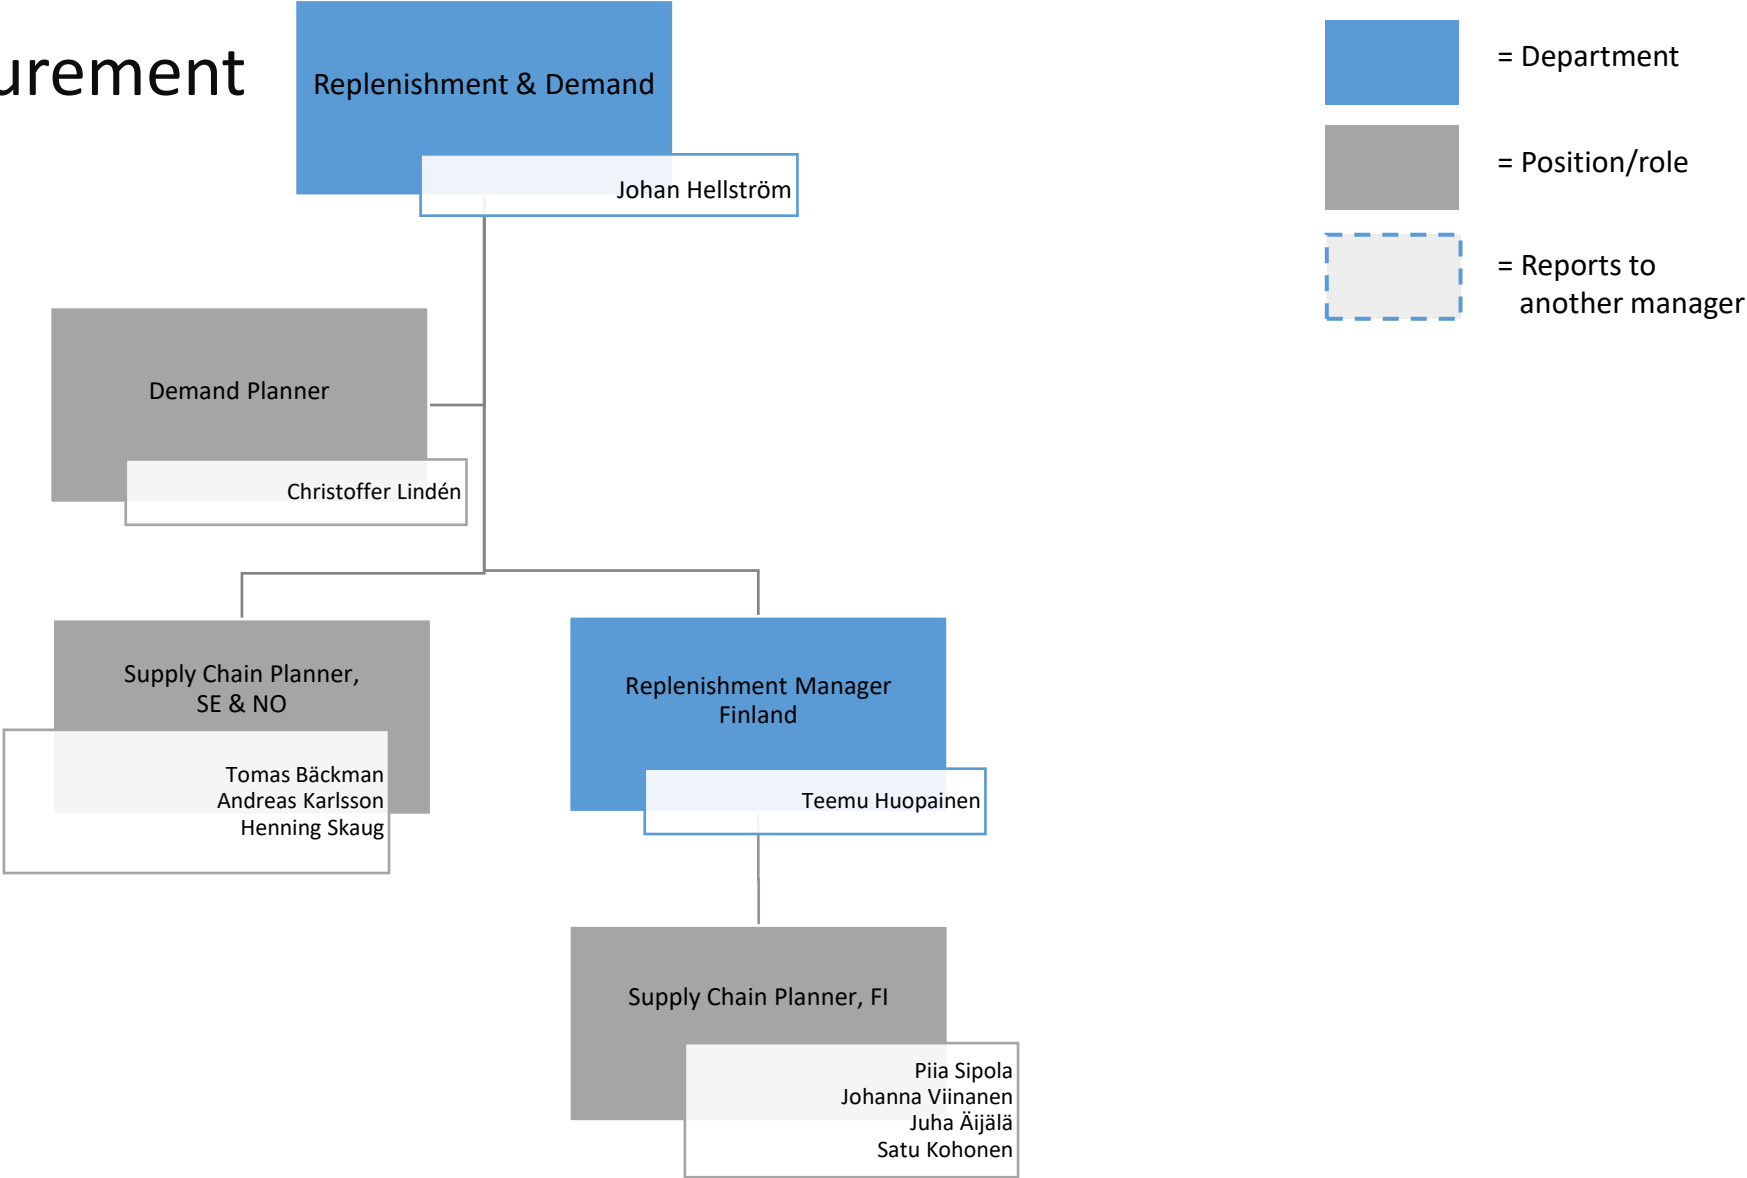 urement
Replenishment & Demand
Johan Hellström
= Department
= Position/role
= Reports to
another manager
Demand Planner
Christoffer Lindén
Supply Chain Planner,
SE & NO
Tomas Bäckman
Andreas Karlsson
Henning Skaug
Replenishment Manager
Finland
Teemu Huopainen
Supply Chain Planner, FI
Piia Sipola
Johanna Viinanen
Juha Äijälä
Satu Kohonen